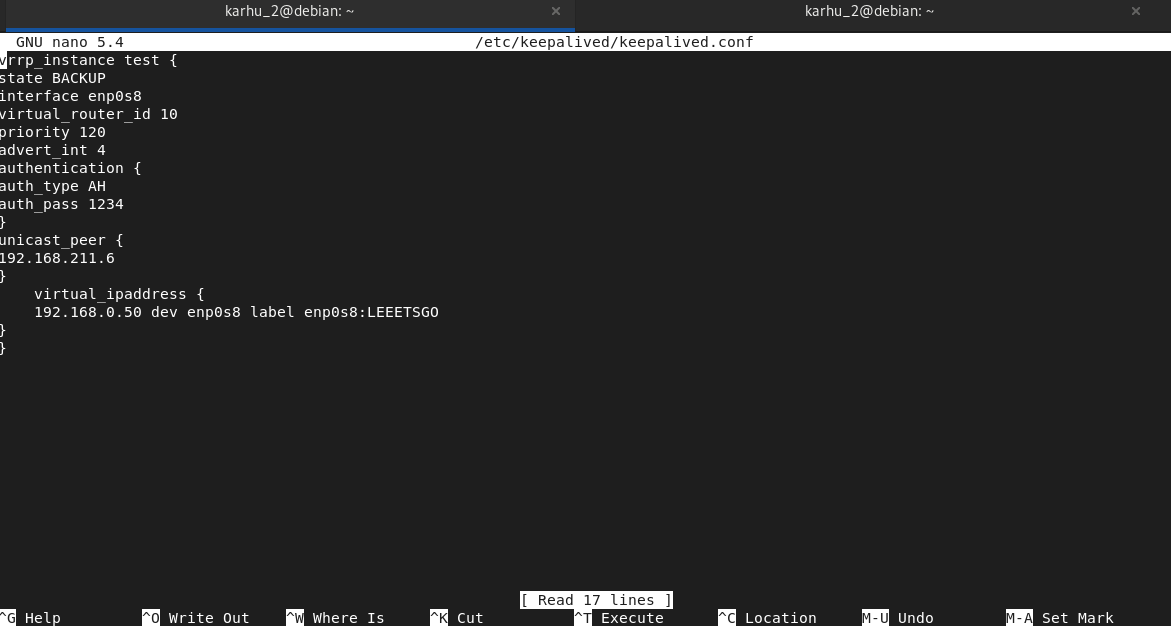 karhu_2@debian: ~ × karhu_2@debian: ~ ×
GNU nano 5.4 /etc/keepalived/keepalived.conf
vrrp_instance test {
state BACKUP
interface enp0s8
virtual_router_id 10
priority 120
advert_int 4
authentication {
auth_type AH
auth_pass 1234
}
unicast_peer {
192.168.211.6
}
virtual_ipaddress {
192.168.0.50 dev enp0s8 label enp0s8:LEEETSGO
}
}
[ Read 17 lines ]
^G Help ^O Write Out ^W Where Is ^K Cut ^T Execute ^C Location M-U Undo M-A Set Mark